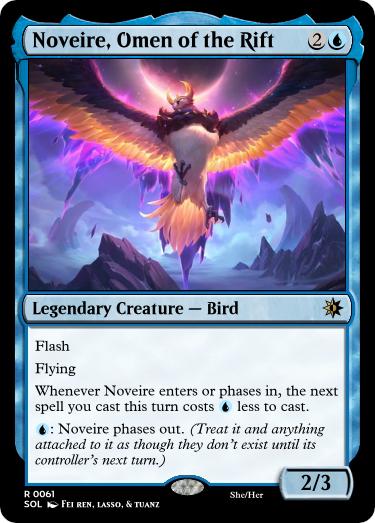 Noveire, Omen of the Rift 2
Legendary Creature — Bird
Flash
Flying
Whenever Noveire enters or phases in, the next
spell you cast this turn costs less to cast.
: Noveire phases out. (Treat it and anything
attached to it as though they don't exist until its
controller's next turn.)
2/3
R 0061
SOL Fei Ren, Lasso, & Tuanz
She/Her